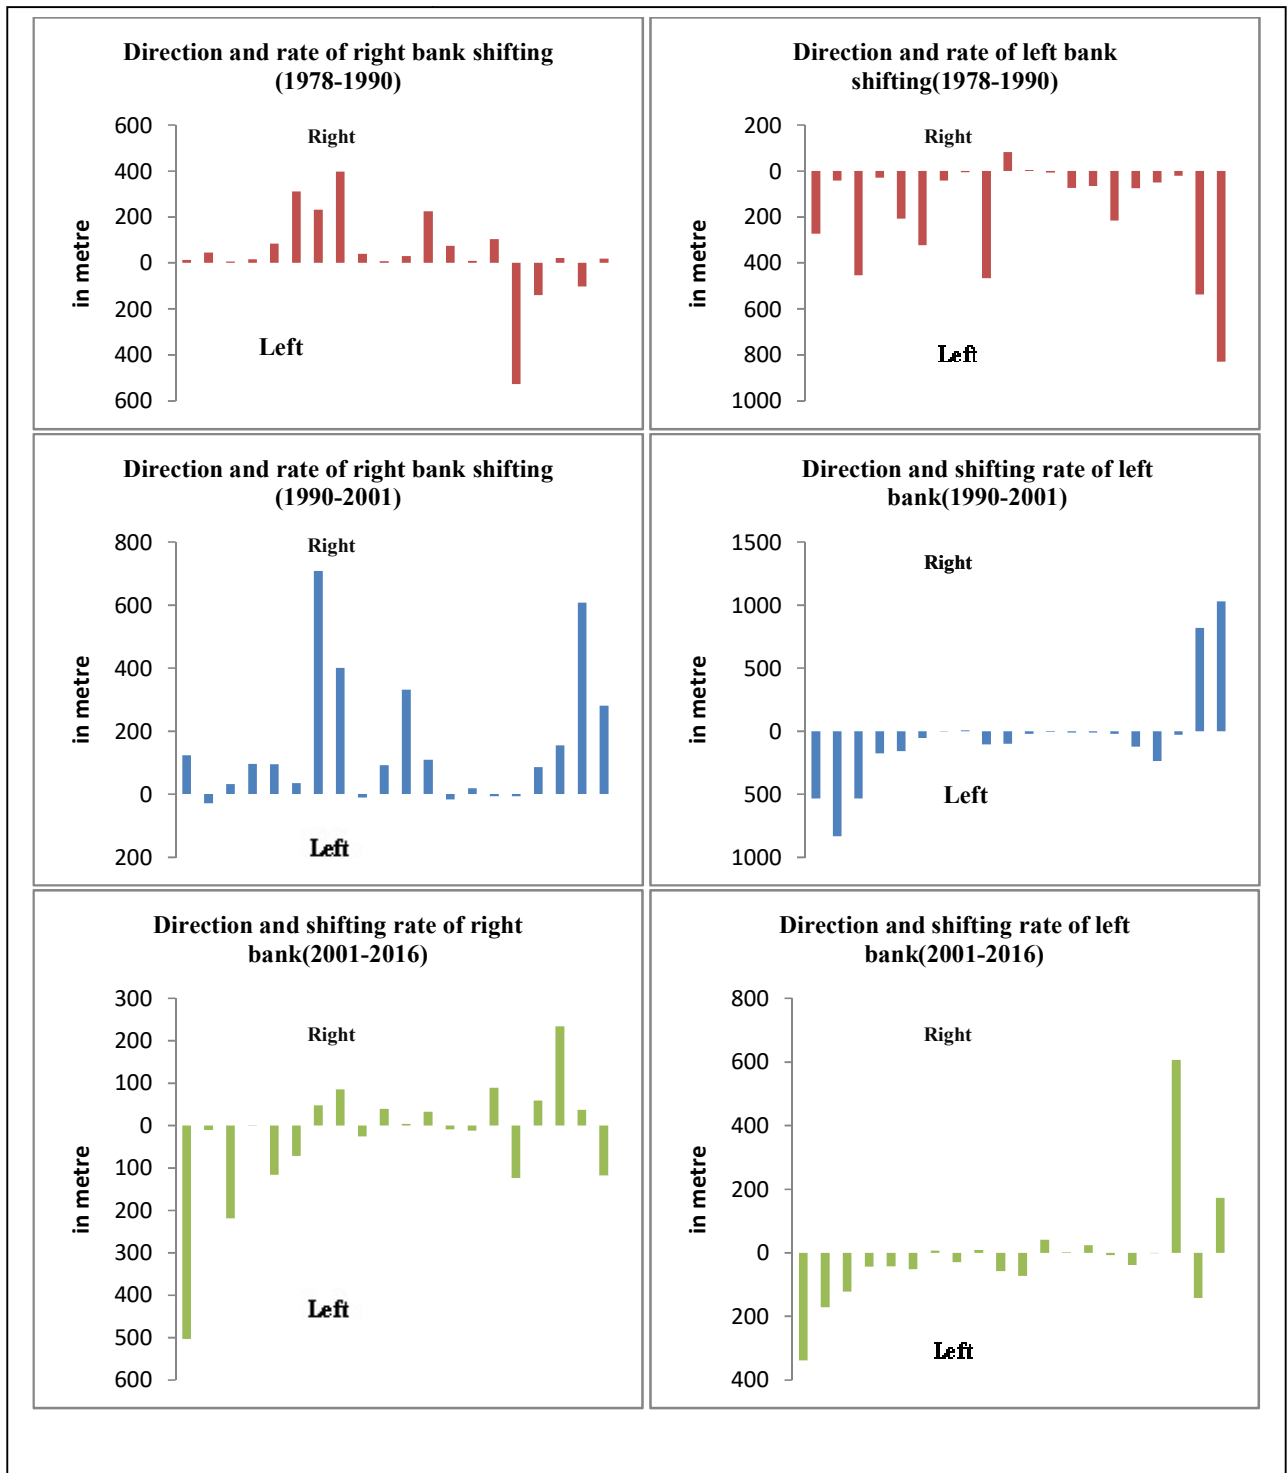 Direction and rate of right bank shifting
(1978-1990)
600
400
200
0
200
400
600
in metre
Right
Left
Direction and rate of left bank
shifting(1978-1990)
200
0
200
400
600
800
1000
in metre
Right
Left
Direction and rate of right bank shifting
(1990-2001)
800
600
400
200
0
200
in metre
Right
Left
Direction and shifting rate of left
bank(1990-2001)
1500
1000
500
0
500
1000
in metre
Right
Left
Direction and shifting rate of right
bank(2001-2016)
300
200
100
0
100
200
300
400
500
600
in metre
Right
Left
Direction and shifting rate of left
bank(2001-2016)
800
600
400
200
0
200
400
in metre
Right
Left